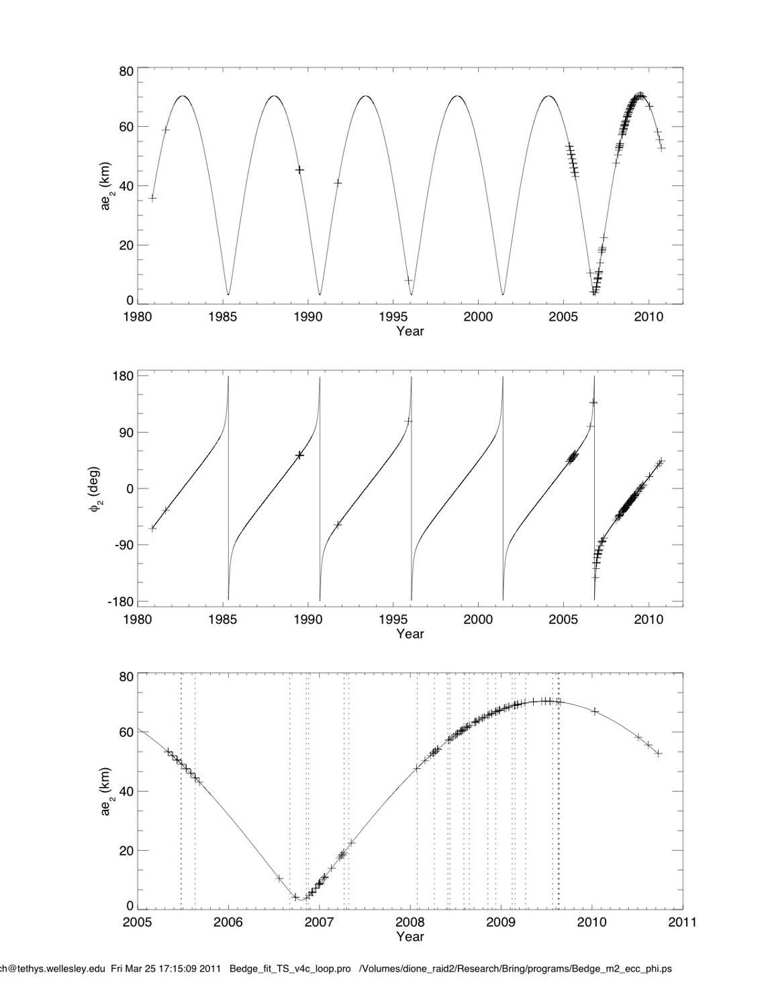 80
60
40
20
0
ae2 (km)
1980 1985 1990 1995 2000 2005 2010
Year
180
90
0
-90
-180
ϕ2 (deg)
1980 1985 1990 1995 2000 2005 2010
Year
80
60
40
20
0
ae2 (km)
2005 2006 2007 2008 2009 2010 2011
Year
ch@tethys.wellesley.edu Fri Mar 25 17:15:09 2011 Bedge_fit_TS_v4c_loop.pro /Volumes/dione_raid2/Research/Bring/programs/Bedge_m2_ecc_phi.ps